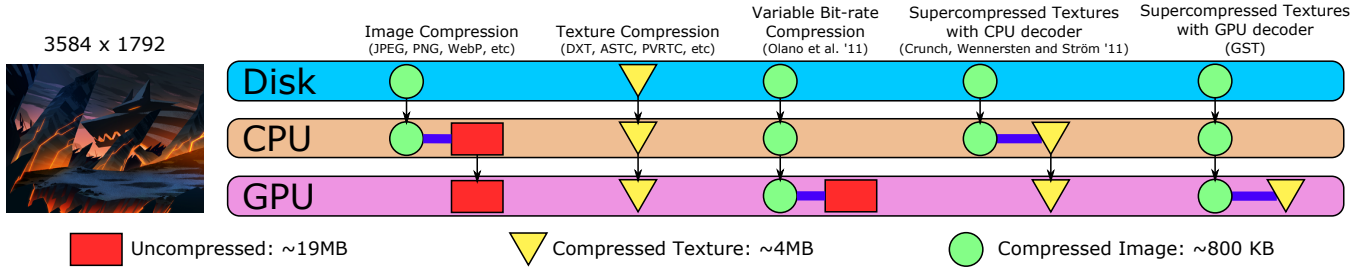 3584 x 1792
Image Compression
(JPEG, PNG, WebP, etc)
Texture Compression
(DXT, ASTC, PVRTC, etc)
Variable Bit-rate
Compression
(Olano et al. '11)
Supercompressed Textures
with CPU decoder
(Crunch, Wennersten and Ström '11)
Supercompressed Textures
with GPU decoder
(GST)
Disk
CPU
GPU
Uncompressed: ~19MB
Compressed Texture: ~4MB
Compressed Image: ~800 KB